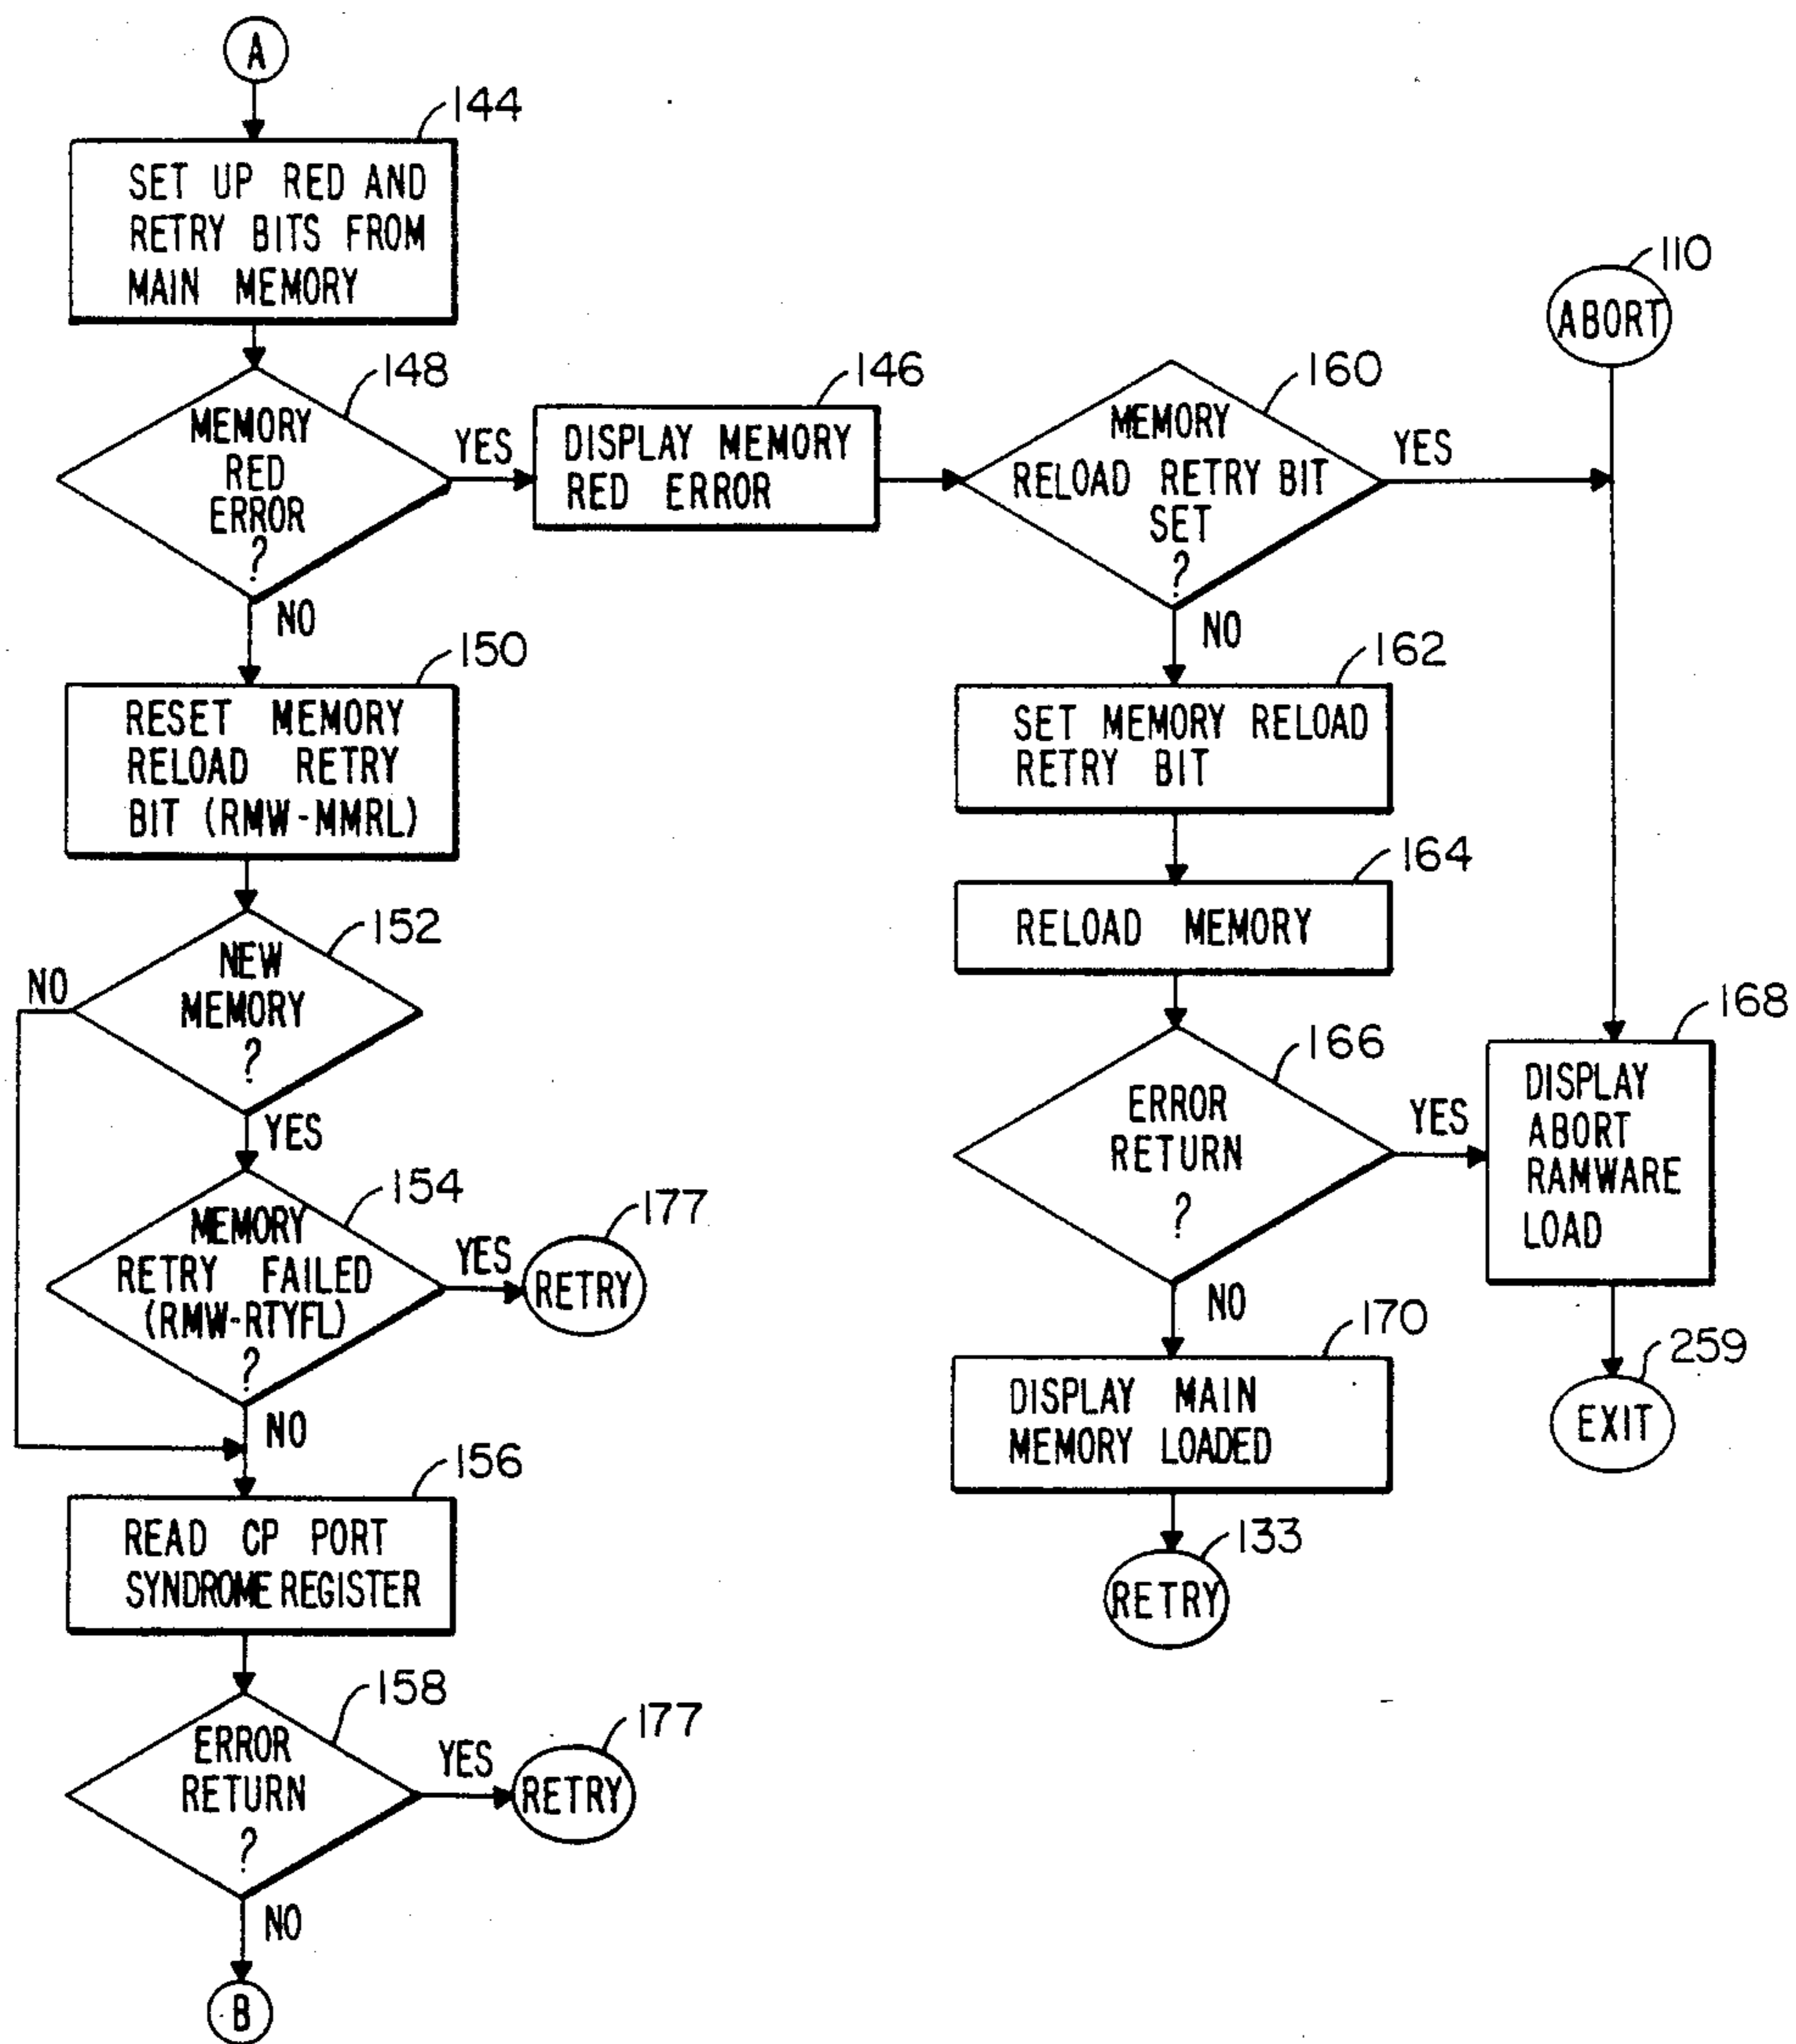 A
144
SET UP RED AND
RETRY BITS FROM
MAIN MEMORY
148
MEMORY
RED
ERROR
?
YES
NO
146
DISPLAY MEMORY
RED ERROR
160
MEMORY
RELOAD RETRY BIT
SET
?
YES
NO
110
ABORT
150
RESET MEMORY
RELOAD RETRY
BIT (RMW-MMRL)
152
NEW
MEMORY
?
NO
YES
154
MEMORY
RETRY FAILED
(RMW-RTYFL)
?
YES
NO
177
RETRY
156
READ CP PORT
SYNDROME REGISTER
158
ERROR
RETURN
?
YES
NO
177
RETRY
B
162
SET MEMORY RELOAD
RETRY BIT
164
RELOAD MEMORY
166
ERROR
RETURN
?
YES
NO
168
DISPLAY
ABORT
RAMWARE
LOAD
259
EXIT
170
DISPLAY MAIN
MEMORY LOADED
133
RETRY